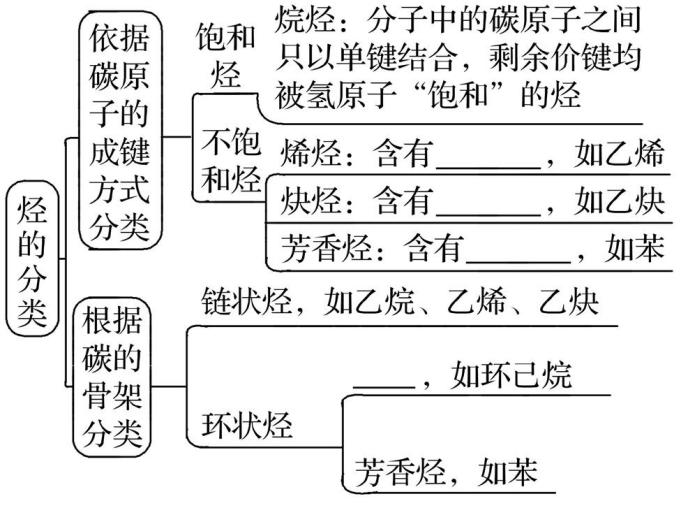 烃的分类
依据碳原子的成键方式分类
饱和烃
烷烃：分子中的碳原子之间
只以单键结合，剩余价键均
被氢原子“饱和”的烃
不饱和烃
烯烃：含有______，如乙烯
炔烃：含有______，如乙炔
芳香烃：含有______，如苯
根据碳的骨架分类
链状烃，如乙烷、乙烯、乙炔
环状烃
____，如环己烷
芳香烃，如苯